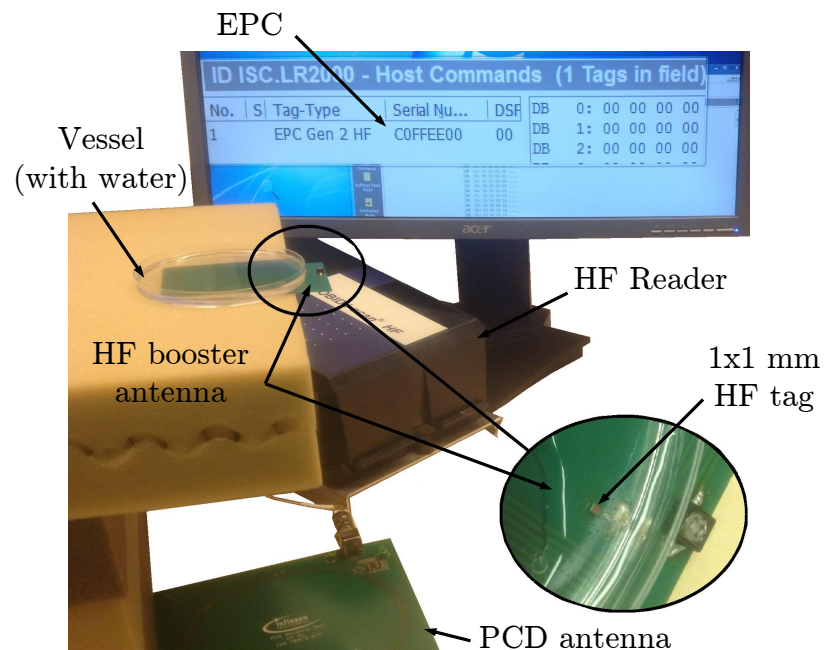 EPC
ID ISC.LR2000 - Host Commands (1 Tags in field)
No. S Tag-Type Serial Nu... DSF
1 EPC Gen 2 HF C0FFEE00 00
DB 0: 00 00 00 00
DB 1: 00 00 00 00
DB 2: 00 00 00 00
Vessel
(with water)
acer
HF Reader
HF
HF booster
antenna
1x1 mm
HF tag
Infineon
PCD antenna